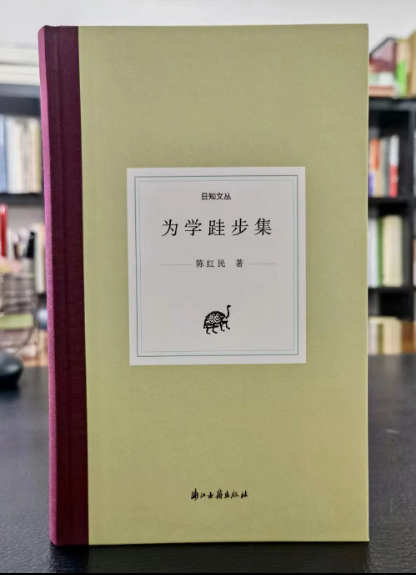 日知文丛
为学跬步集
陈红民 著
浙江古籍出版社